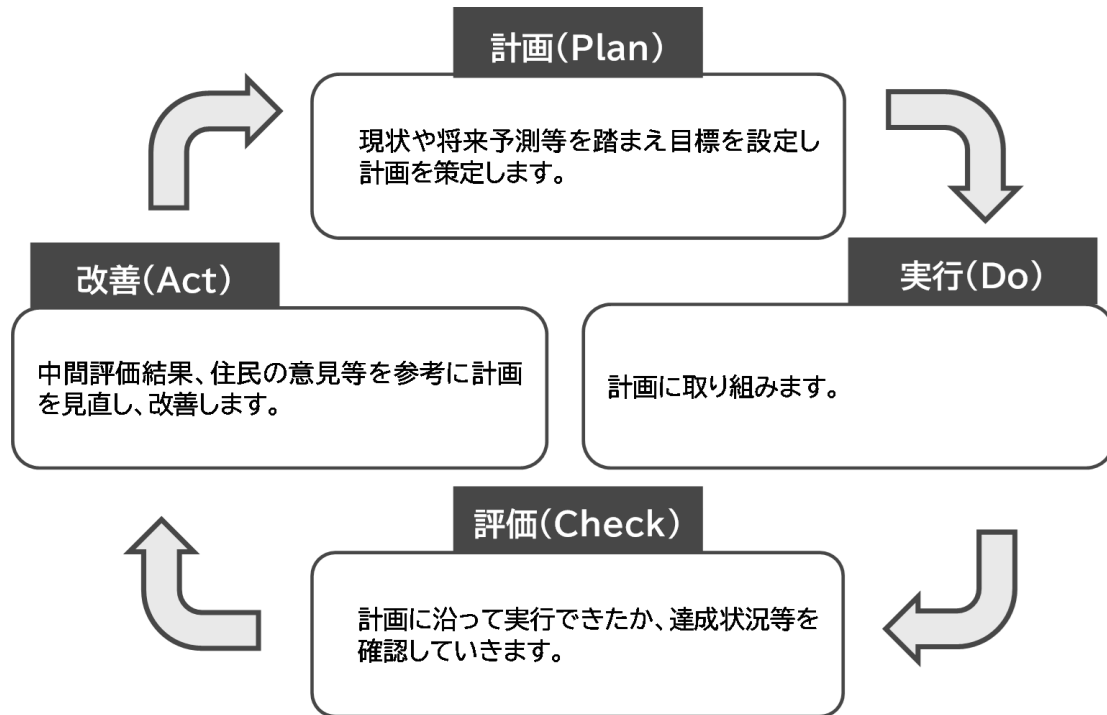 計画(Plan)
現状や将来予測等を踏まえ目標を設定し
計画を策定します。
実行(Do)
計画に取り組みます。
評価(Check)
計画に沿って実行できたか、達成状況等を
確認していきます。
改善(Act)
中間評価結果、住民の意見等を参考に計画
を見直し、改善します。